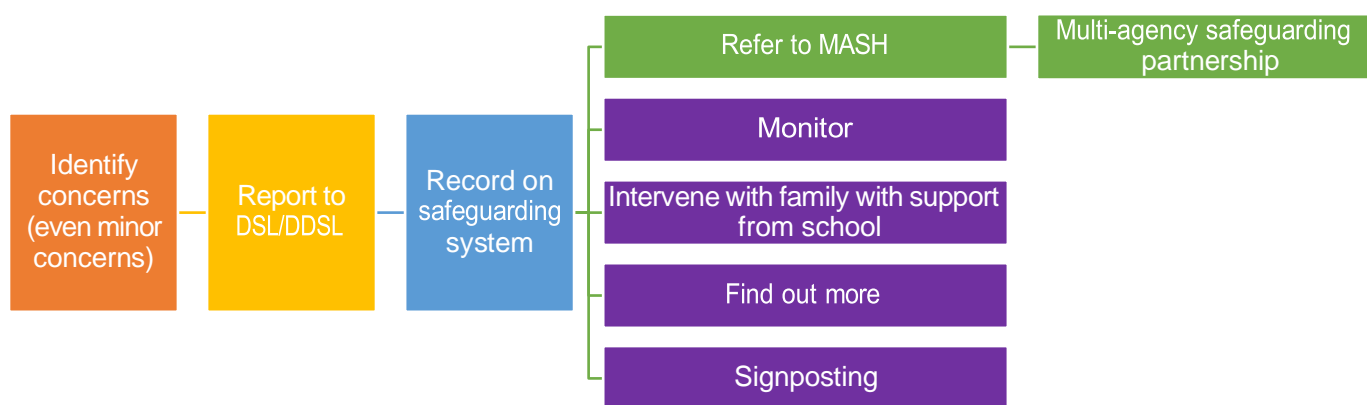 Identify
concerns
(even minor
concerns)
Report to
DSL/DDSL
Record on
safeguarding
system
Refer to MASH
Multi-agency safeguarding
partnership
Monitor
Intervene with family with support
from school
Find out more
Signposting